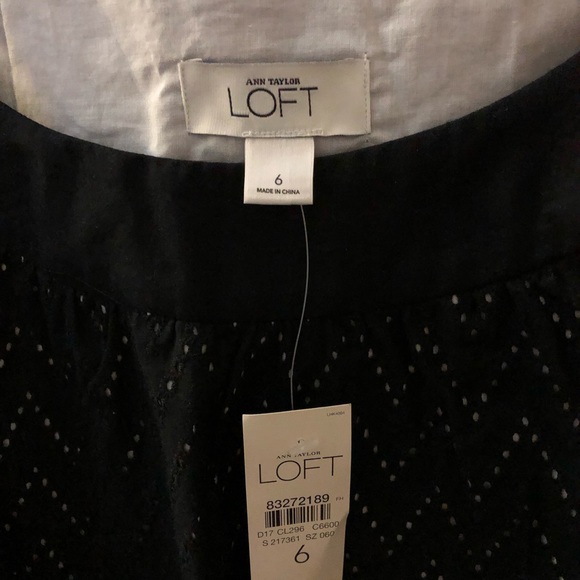 ANN TAYLOR
LOFT
6
MADE IN CHINA
ANN TAYLOR
LOFT
83272189
D17 CL296 C6600
S 217361 SZ 060
6